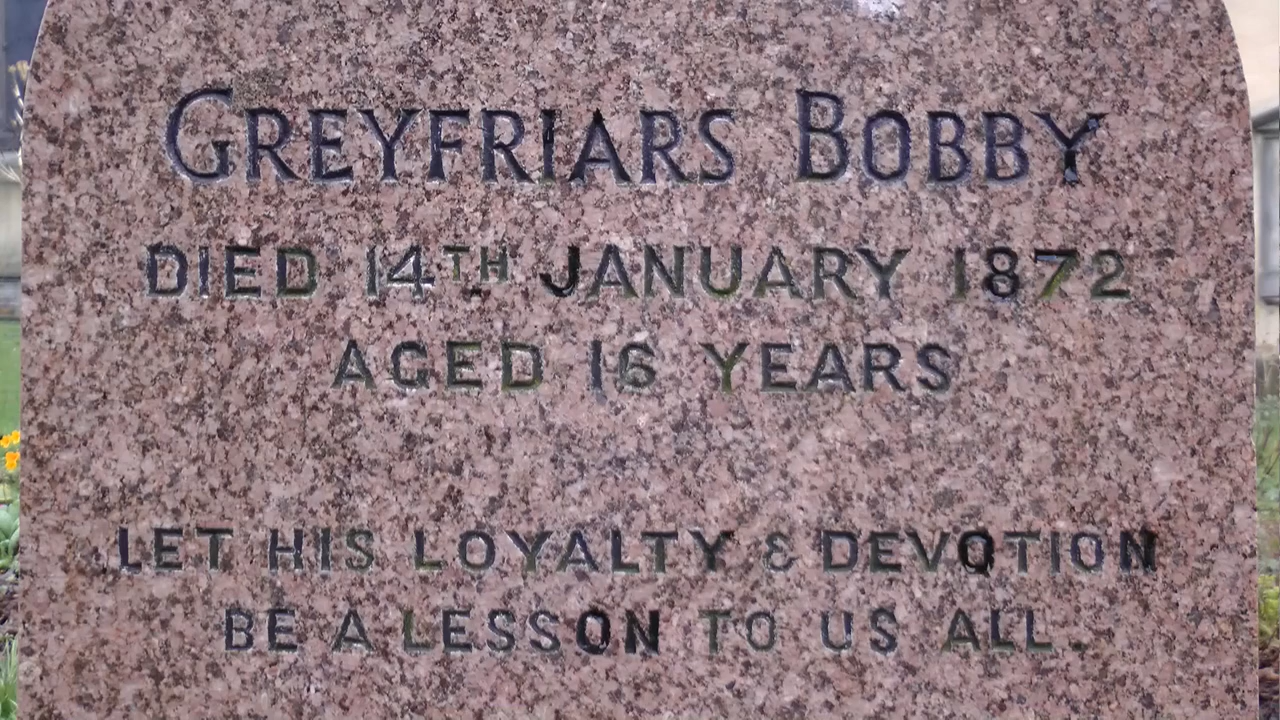 GREYFRIARS BOBBY
DIED 14TH JANUARY 1872
AGED 16 YEARS
LET HIS LOYALTY & DEVOTION
BE A LESSON TO US ALL.